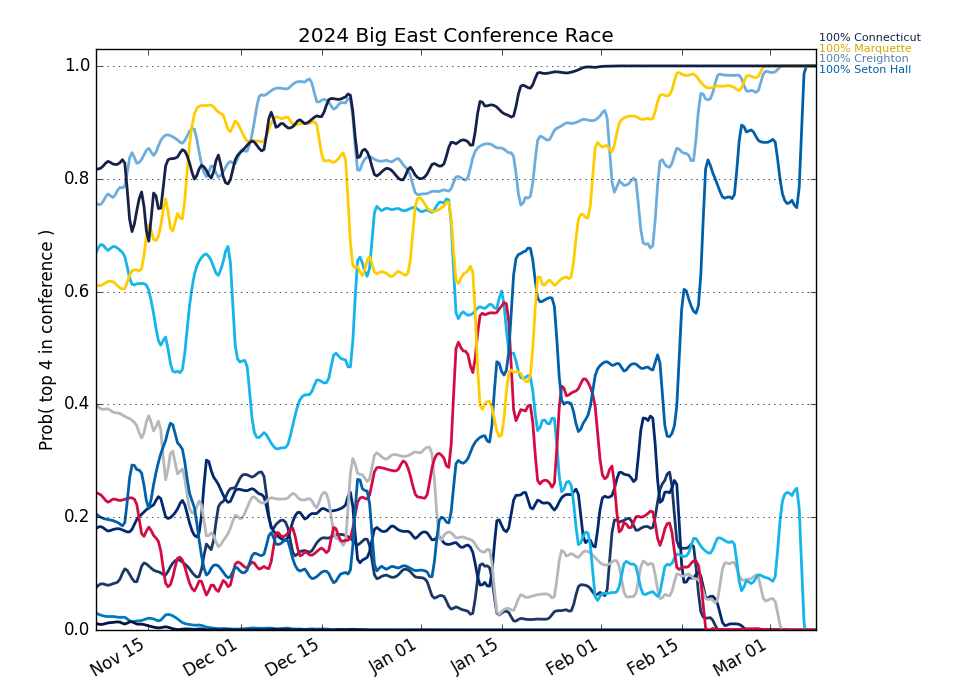 2024 Big East Conference Race
100% Connecticut
100% Marquette
100% Creighton
100% Seton Hall
Prob( top 4 in conference )
1.0
0.8
0.6
0.4
0.2
0.0
Nov 15
Dec 01
Dec 15
Jan 01
Jan 15
Feb 01
Feb 15
Mar 01